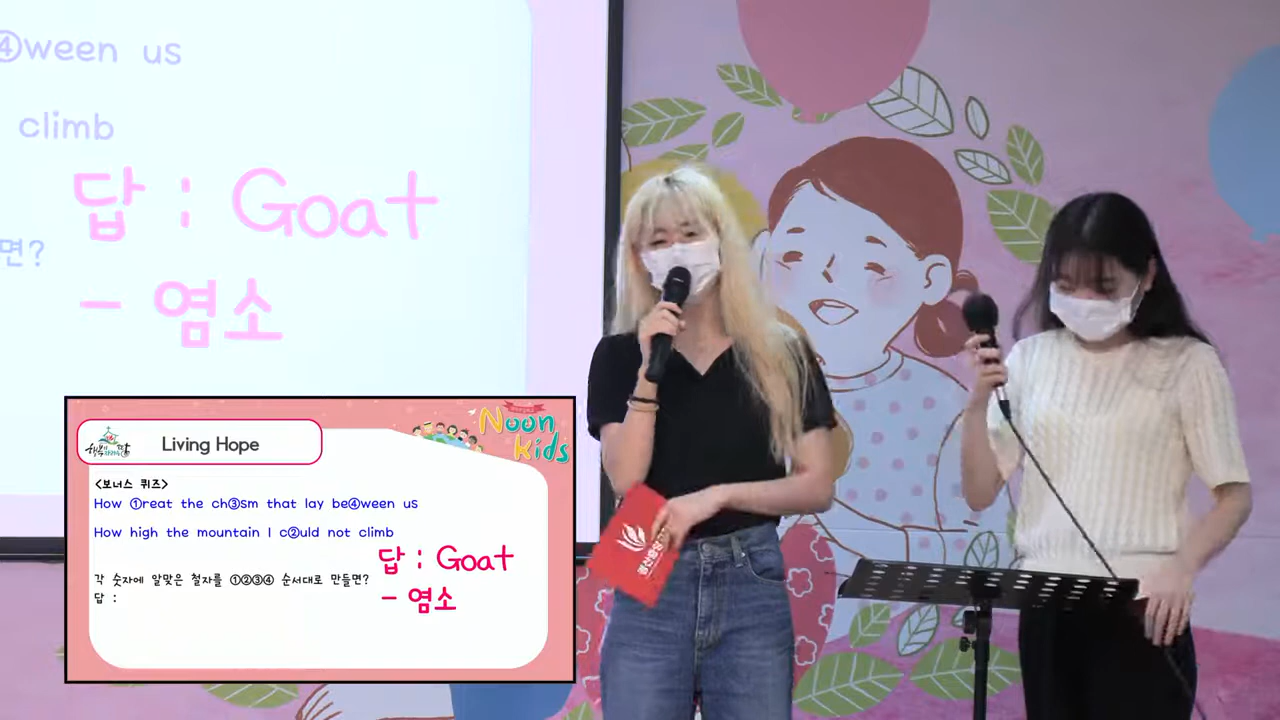 ④ween us
climb
답 : Goat
면?
- 염소
Living Hope
Noon
Kids
<보너스 퀴즈>
How ①reat the ch③sm that lay be④ween us
How high the mountain I c②uld not climb
답 : Goat
각 숫자에 알맞은 철자를 ①②③④ 순서대로 만들면?
답 :
- 염소